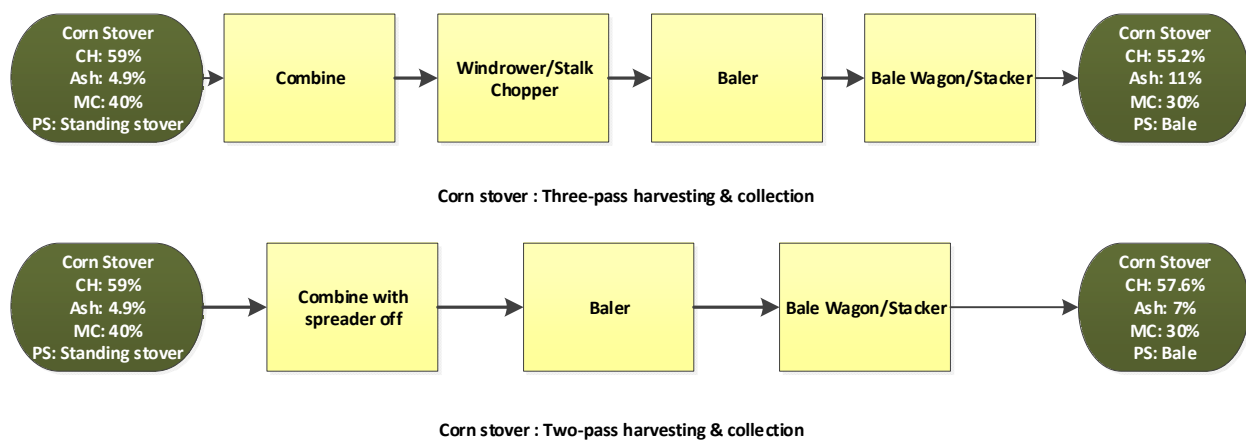 Corn Stover
CH: 59%
Ash: 4.9%
MC: 40%
PS: Standing stover
Combine
Windrower/Stalk
Chopper
Baler
Bale Wagon/Stacker
Corn Stover
CH: 55.2%
Ash: 11%
MC: 30%
PS: Bale
Corn stover : Three-pass harvesting & collection
Corn Stover
CH: 59%
Ash: 4.9%
MC: 40%
PS: Standing stover
Combine with
spreader off
Baler
Bale Wagon/Stacker
Corn Stover
CH: 57.6%
Ash: 7%
MC: 30%
PS: Bale
Corn stover : Two-pass harvesting & collection